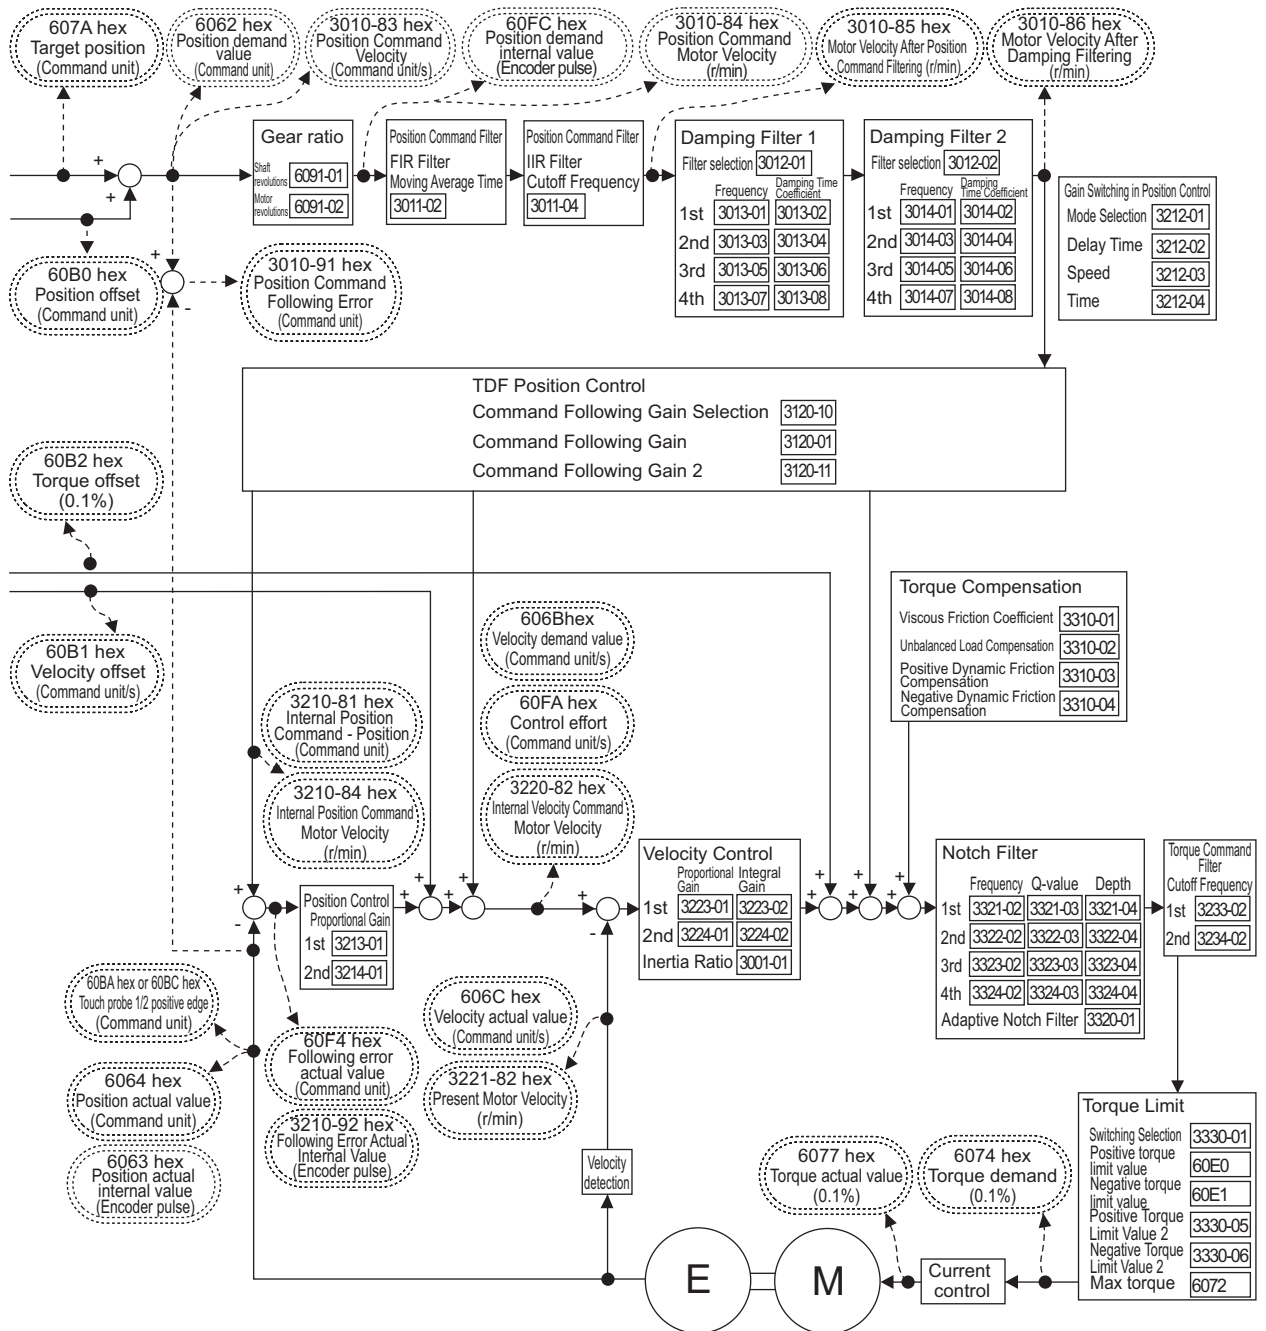 607A hex
Target position
(Command unit)
6062 hex
Position demand
value
(Command unit)
3010-83 hex
Position Command
Velocity
(Command unit/s)
60FC hex
Position demand
internal value
(Encoder pulse)
3010-84 hex
Position Command
Motor Velocity
(r/min)
3010-85 hex
Motor Velocity After Position
Command Filtering (r/min)
3010-86 hex
Motor Velocity After
Damping Filtering
(r/min)
+
+
Gear ratio
Shaft
revolutions
6091-01
Motor
revolutions
6091-02
Position Command Filter
FIR Filter
Moving Average Time
3011-02
Position Command Filter
IIR Filter
Cutoff Frequency
3011-04
Damping Filter 1
Filter selection 3012-01
Frequency Damping Time
Coefficient
1st 3013-01 3013-02
2nd 3013-03 3013-04
3rd 3013-05 3013-06
4th 3013-07 3013-08
Damping Filter 2
Filter selection 3012-02
Frequency Damping
Time Coefficient
1st 3014-01 3014-02
2nd 3014-03 3014-04
3rd 3014-05 3014-06
4th 3014-07 3014-08
Gain Switching in Position Control
Mode Selection 3212-01
Delay Time 3212-02
Speed 3212-03
Time 3212-04
60B0 hex
Position offset
(Command unit)
+
-
3010-91 hex
Position Command
Following Error
(Command unit)
TDF Position Control
Command Following Gain Selection 3120-10
Command Following Gain 3120-01
Command Following Gain 2 3120-11
60B2 hex
Torque offset
(0.1%)
60B1 hex
Velocity offset
(Command unit/s)
Torque Compensation
Viscous Friction Coefficient 3310-01
Unbalanced Load Compensation 3310-02
Positive Dynamic Friction
Compensation 3310-03
Negative Dynamic Friction
Compensation 3310-04
606Bhex
Velocity demand value
(Command unit/s)
60FA hex
Control effort
(Command unit/s)
3220-82 hex
Internal Velocity Command
Motor Velocity
(r/min)
3210-81 hex
Internal Position
Command - Position
(Command unit)
3210-84 hex
Internal Position Command
Motor Velocity
(r/min)
+
-
Position Control
Proportional Gain
1st 3213-01
2nd 3214-01
+
+
+
+
+
-
Velocity Control
Proportional Integral
Gain Gain
1st 3223-01 3223-02
2nd 3224-01 3224-02
Inertia Ratio 3001-01
+
+
+
+
+
+
Notch Filter
Frequency Q-value Depth
1st 3321-02 3321-03 3321-04
2nd 3322-02 3322-03 3322-04
3rd 3323-02 3323-03 3323-04
4th 3324-02 3324-03 3324-04
Adaptive Notch Filter 3320-01
Torque Command
Filter
Cutoff Frequency
1st 3233-02
2nd 3234-02
60BA hex or 60BC hex
Touch probe 1/2 positive edge
(Command unit)
6064 hex
Position actual value
(Command unit)
6063 hex
Position actual
internal value
(Encoder pulse)
60F4 hex
Following error
actual value
(Command unit)
3210-92 hex
Following Error Actual
Internal Value
(Encoder pulse)
606C hex
Velocity actual value
(Command unit/s)
3221-82 hex
Present Motor Velocity
(r/min)
Velocity
detection
6077 hex
Torque actual value
(0.1%)
6074 hex
Torque demand
(0.1%)
Torque Limit
Switching Selection 3330-01
Positive torque
limit value 60E0
Negative torque
limit value 60E1
Positive Torque
Limit Value 2 3330-05
Negative Torque
Limit Value 2 3330-06
Max torque 6072
E
M
Current
control